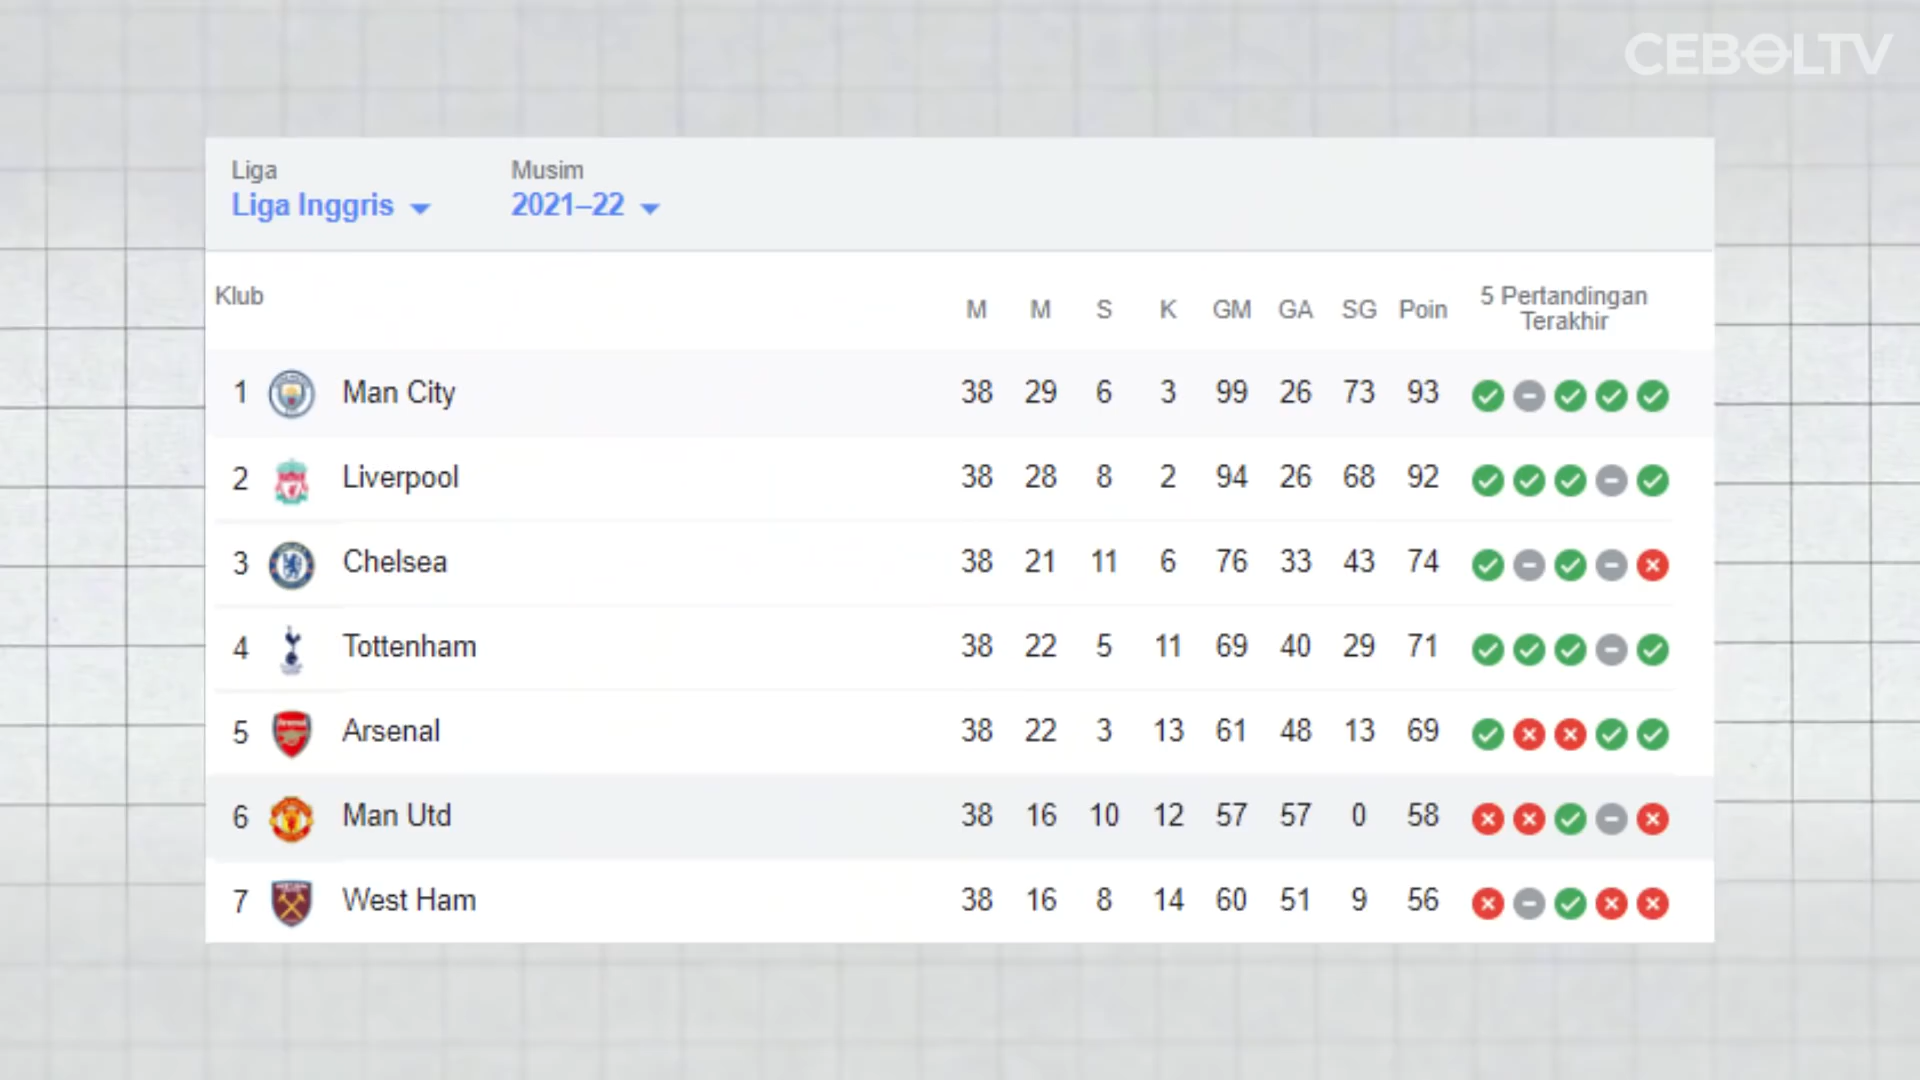 CEBOLTV
Liga Musim
Liga Inggris 2021–22
Klub M M S K GM GA SG Poin 5 Pertandingan
Terakhir
1 Man City 38 29 6 3 99 26 73 93
2 Liverpool 38 28 8 2 94 26 68 92
3 Chelsea 38 21 11 6 76 33 43 74
4 Tottenham 38 22 5 11 69 40 29 71
5 Arsenal 38 22 3 13 61 48 13 69
6 Man Utd 38 16 10 12 57 57 0 58
7 West Ham 38 16 8 14 60 51 9 56